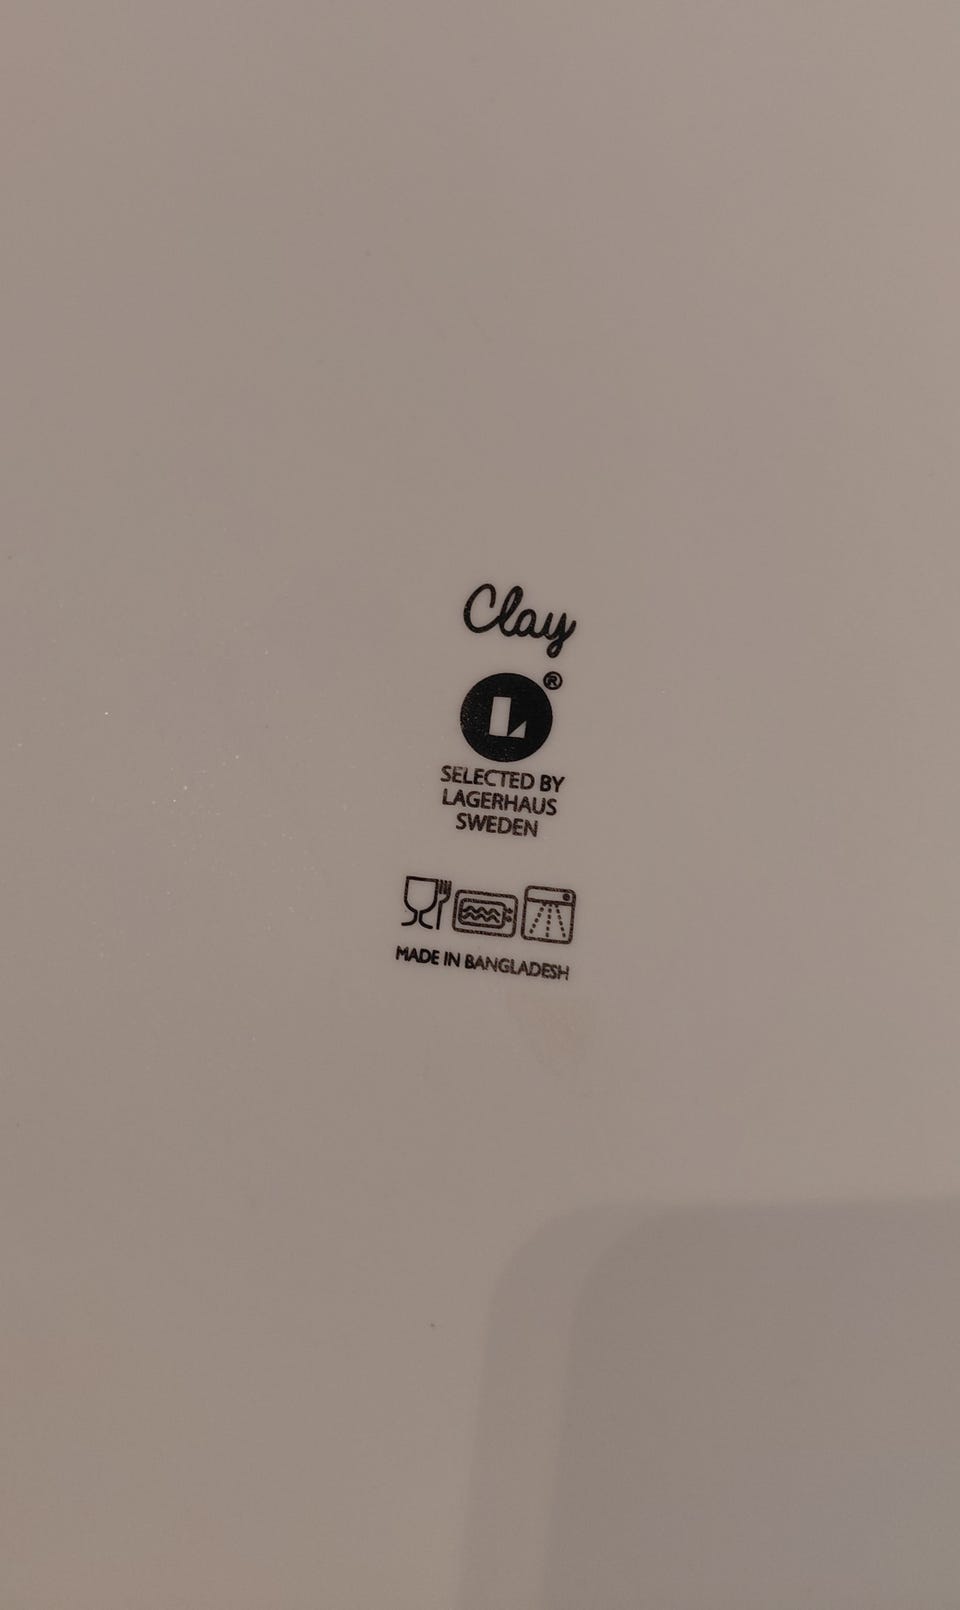 Clay
L®
SELECTED BY
LAGERHAUS
SWEDEN
MADE IN BANGLADESH